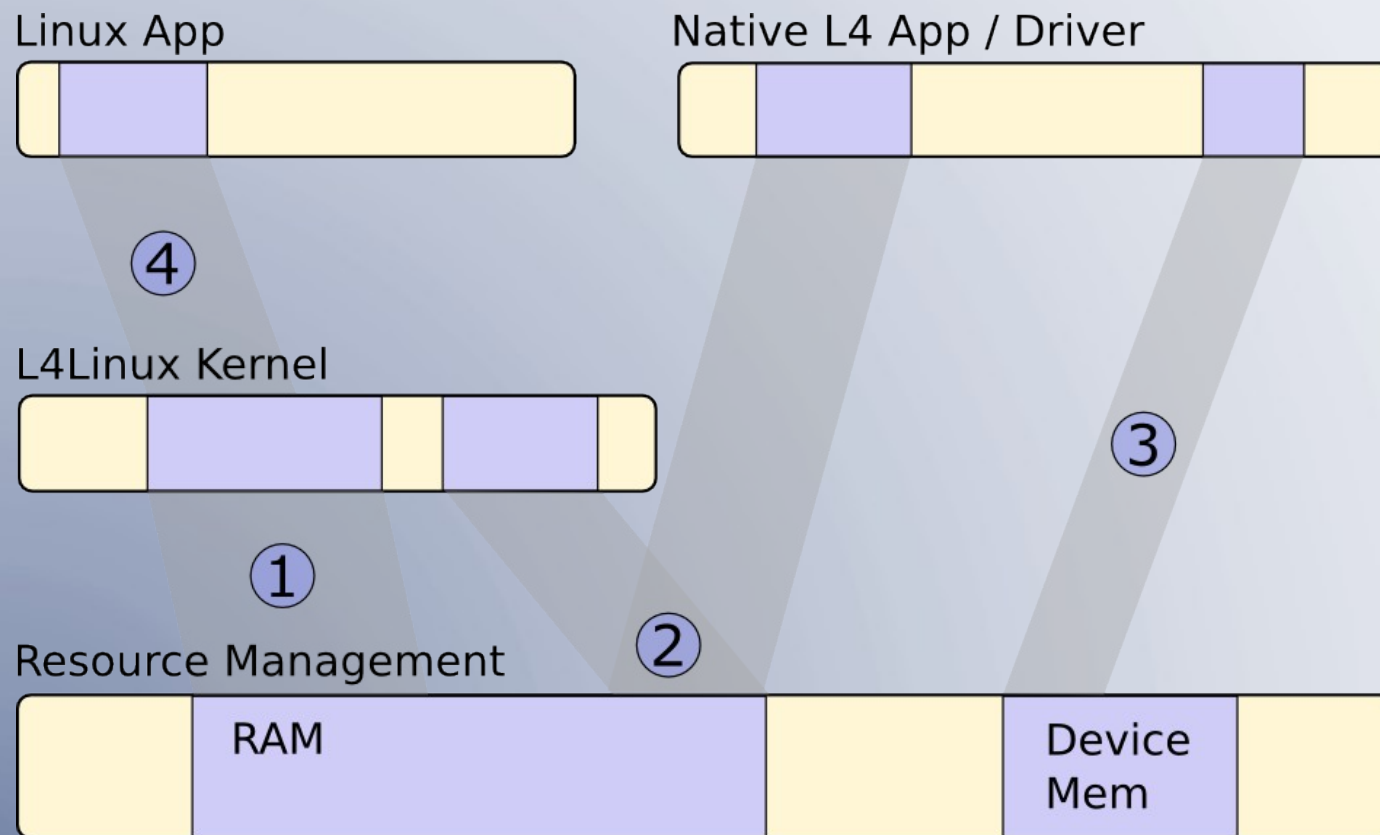 Linux App
Native L4 App / Driver
4
L4Linux Kernel
3
1
2
Resource Management
RAM
Device
Mem